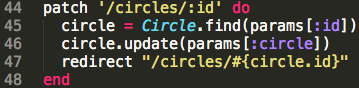 44 patch '/circles/:id' do
45   circle = Circle.find(params[:id])
46   circle.update(params[:circle])
47   redirect "/circles/#{circle.id}"
48 end